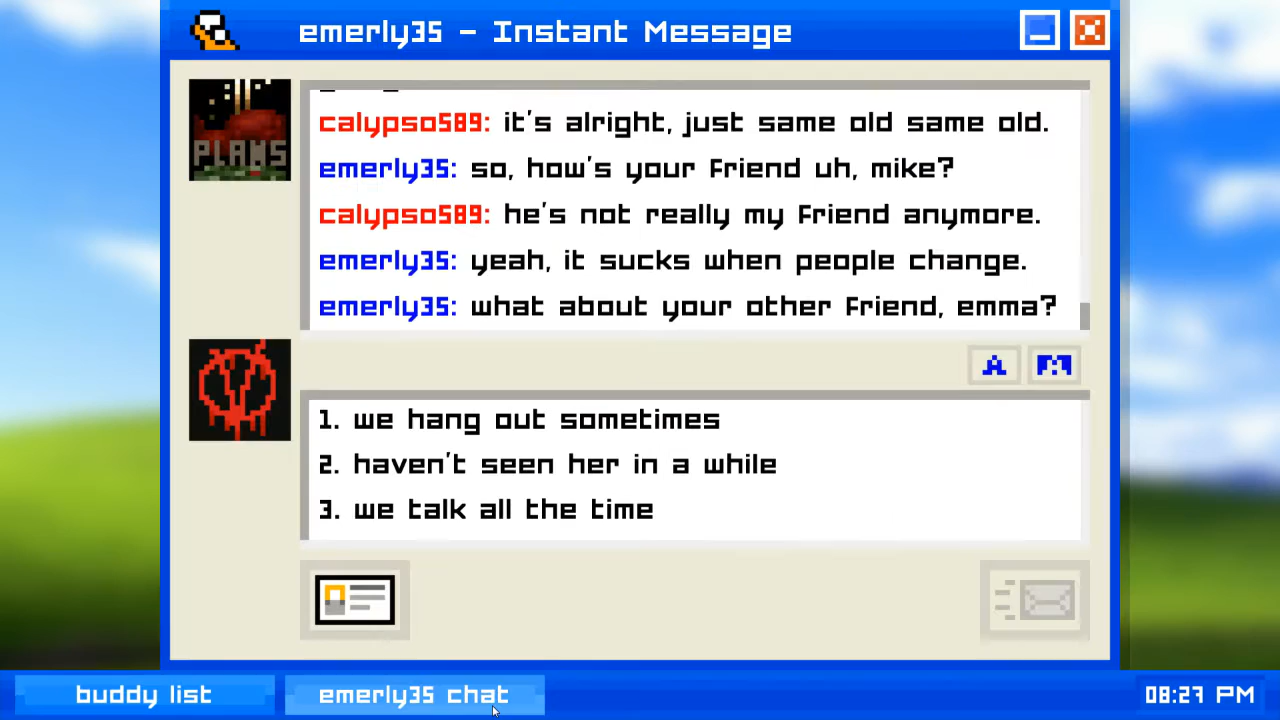 emerly35 - Instant Message
PLANS
calypso589: it's alright, just same old same old.
emerly35: so, how's your friend uh, mike?
calypso589: he's not really my friend anymore.
emerly35: yeah, it sucks when people change.
emerly35: what about your other friend, emma?
A
1. we hang out sometimes
2. haven't seen her in a while
3. we talk all the time
buddy list
emerly35 chat
08:27 PM